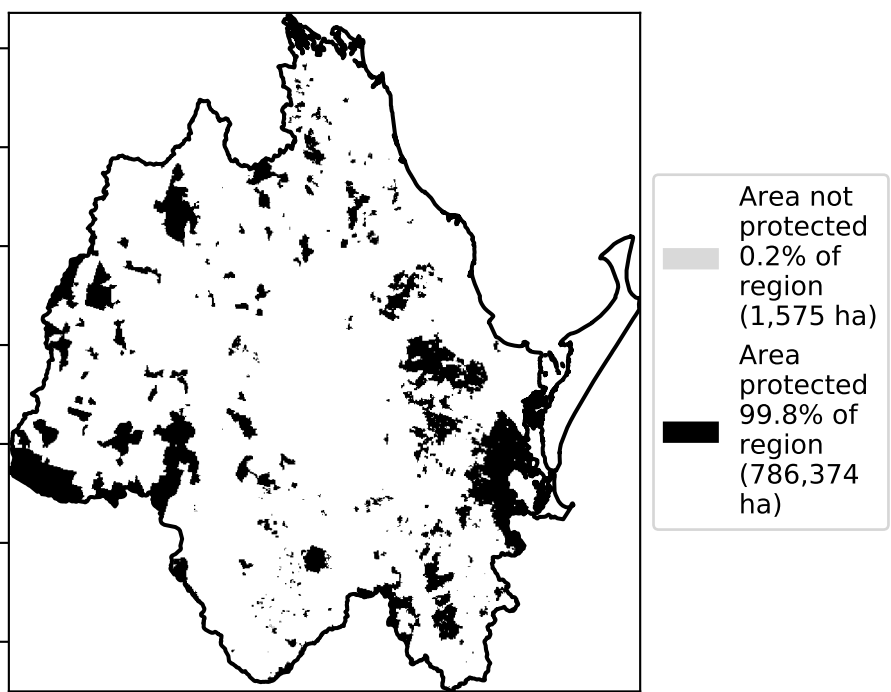 Area not
protected
0.2% of
region
(1,575 ha)
Area
protected
99.8% of
region
(786,374
ha)